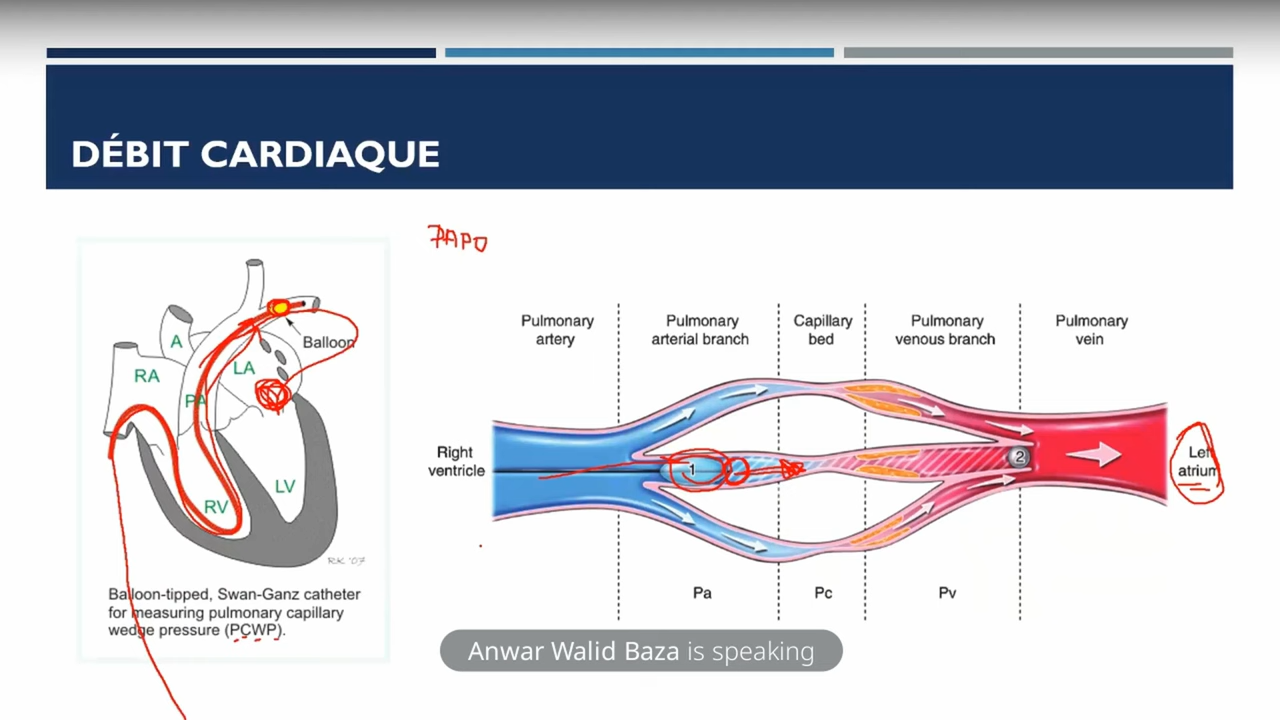 DÉBIT CARDIAQUE
PAPO
A
RA
LA
PA
RV
LV
Balloon
RK '07
Balloon-tipped, Swan-Ganz catheter
for measuring pulmonary capillary
wedge pressure (PCWP).
Pulmonary
artery
Pulmonary
arterial branch
Capillary
bed
Pulmonary
venous branch
Pulmonary
vein
Right
ventricle
1
2
Left
atrium
Pa
Pc
Pv
Anwar Walid Baza is speaking